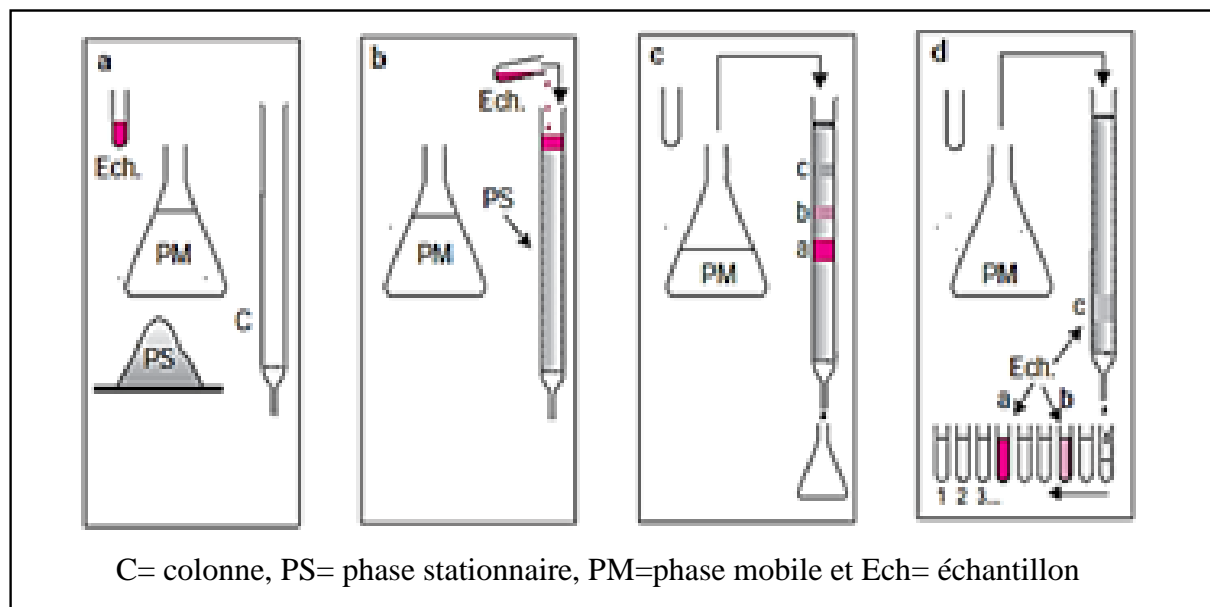 a
Ech.
PM
C
PS
b
Ech.
PS
PM
c
c
b
a
PM
d
PM
c
Ech.
a b
1 2 3...
C= colonne, PS= phase stationnaire, PM=phase mobile et Ech= échantillon